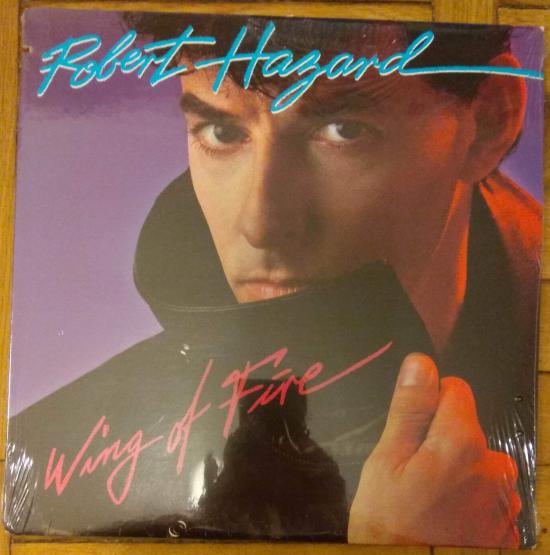 Robert Hazard
Wing of Fire